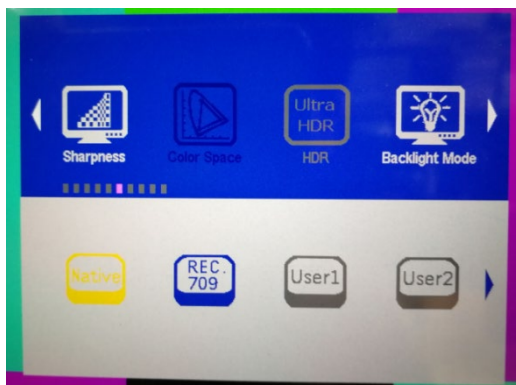 Ultra
HDR
Sharpness
Color Space
HDR
Backlight Mode
Native
REC.
709
User1
User2